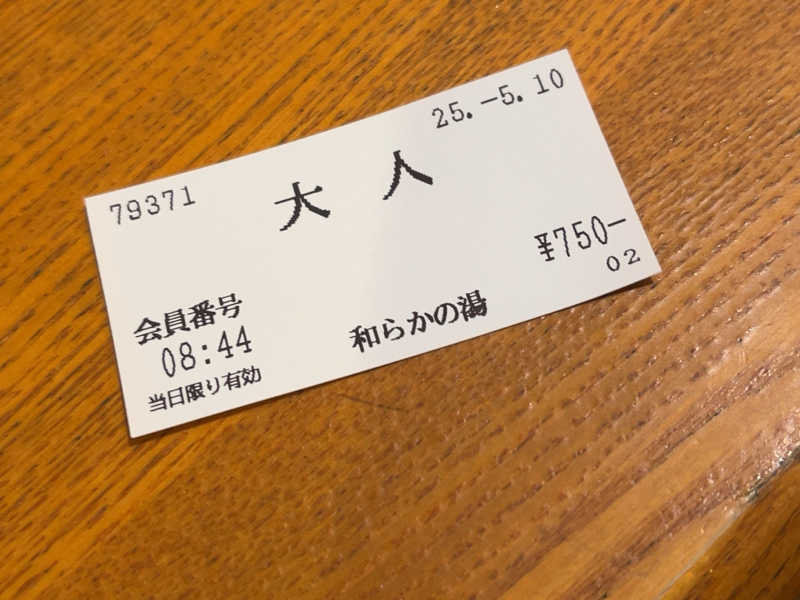 79371
25.-5.10
大人
¥750-
02
会員番号
08:44
当日限り有効
和らかの湯